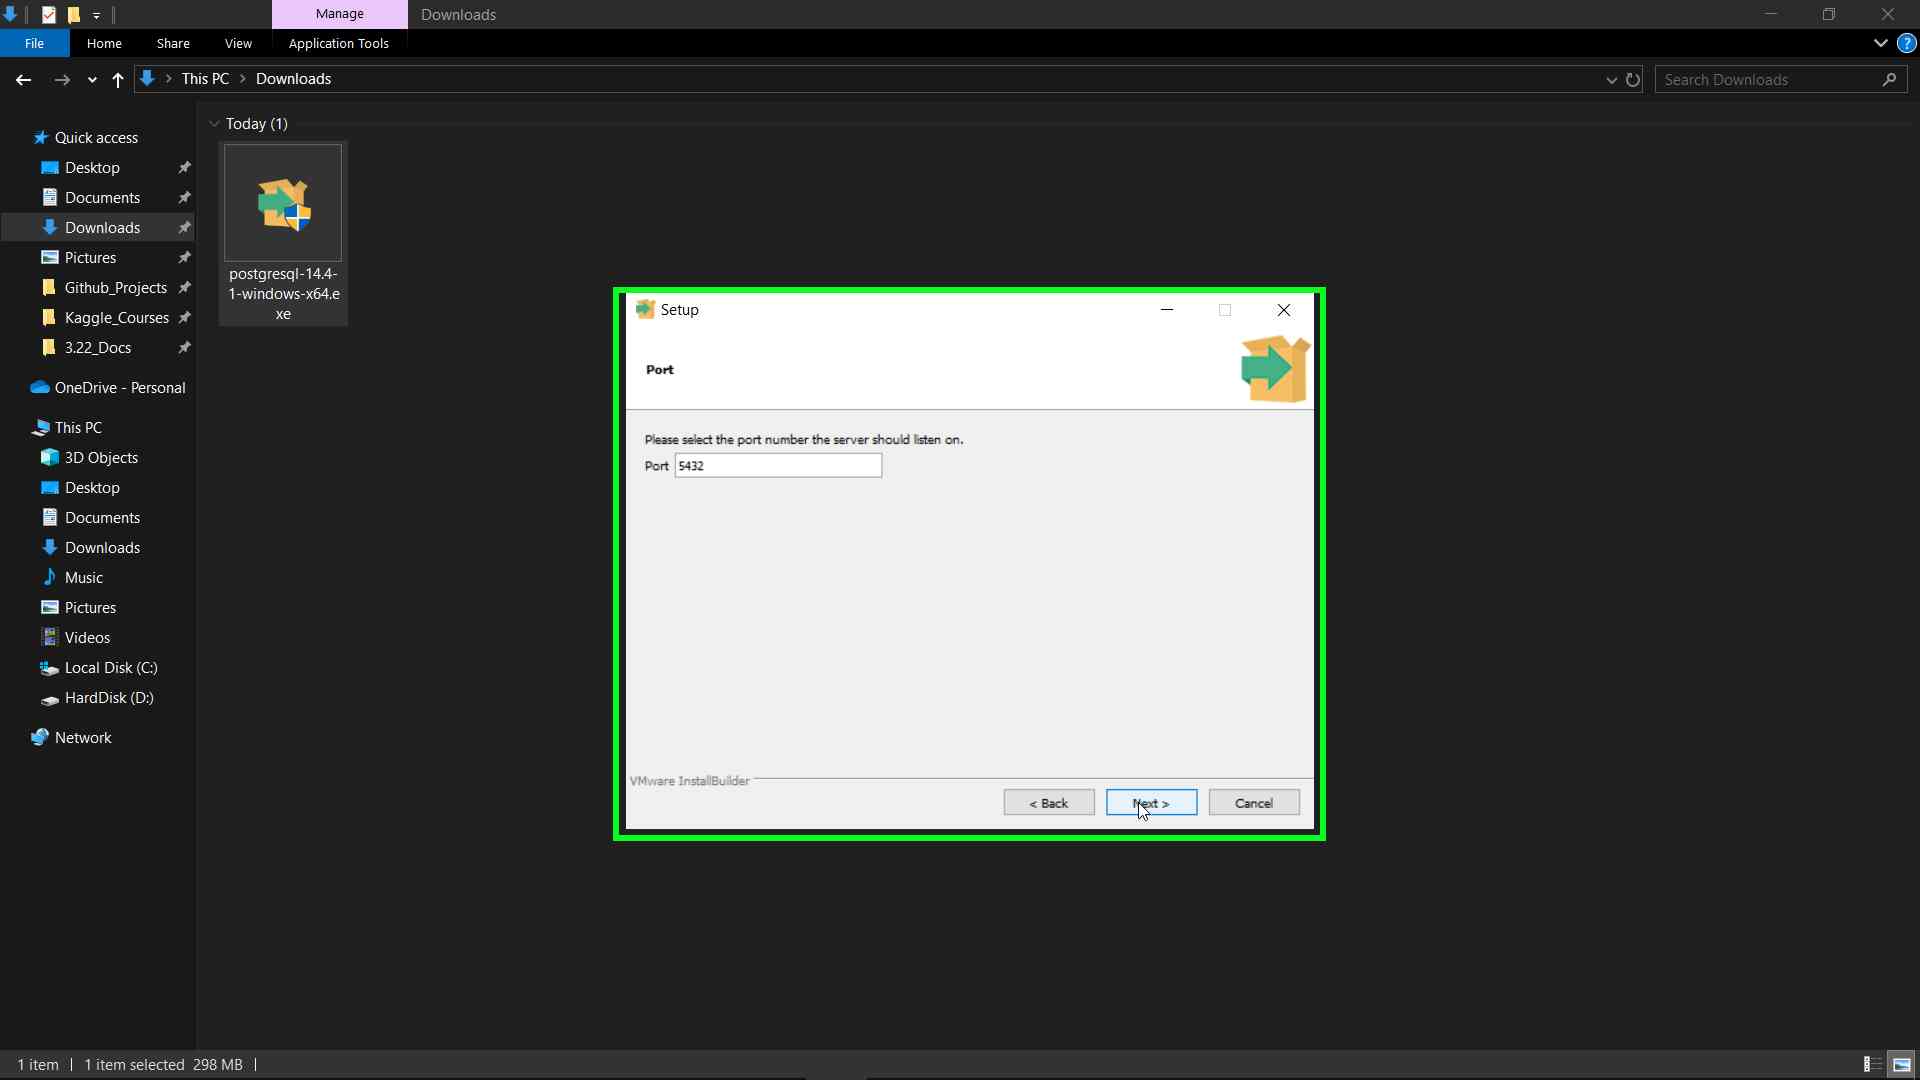 Manage
Downloads
File
Home
Share
View
Application Tools
?
This PC
Downloads
Search Downloads
Quick access
Desktop
Documents
Downloads
Pictures
Github_Projects
Kaggle_Courses
3.22_Docs
OneDrive - Personal
This PC
3D Objects
Desktop
Documents
Downloads
Music
Pictures
Videos
Local Disk (C:)
HardDisk (D:)
Network
Today (1)
postgresql-14.4-
1-windows-x64.e
xe
Setup
Port
Please select the port number the server should listen on.
Port 5432
VMware InstallBuilder
< Back
Next >
Cancel
1 item
1 item selected 298 MB